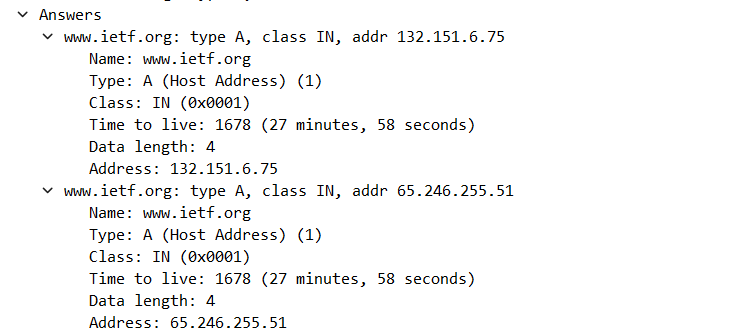 Answers
www.ietf.org: type A, class IN, addr 132.151.6.75
Name: www.ietf.org
Type: A (Host Address) (1)
Class: IN (0x0001)
Time to live: 1678 (27 minutes, 58 seconds)
Data length: 4
Address: 132.151.6.75
www.ietf.org: type A, class IN, addr 65.246.255.51
Name: www.ietf.org
Type: A (Host Address) (1)
Class: IN (0x0001)
Time to live: 1678 (27 minutes, 58 seconds)
Data length: 4
Address: 65.246.255.51